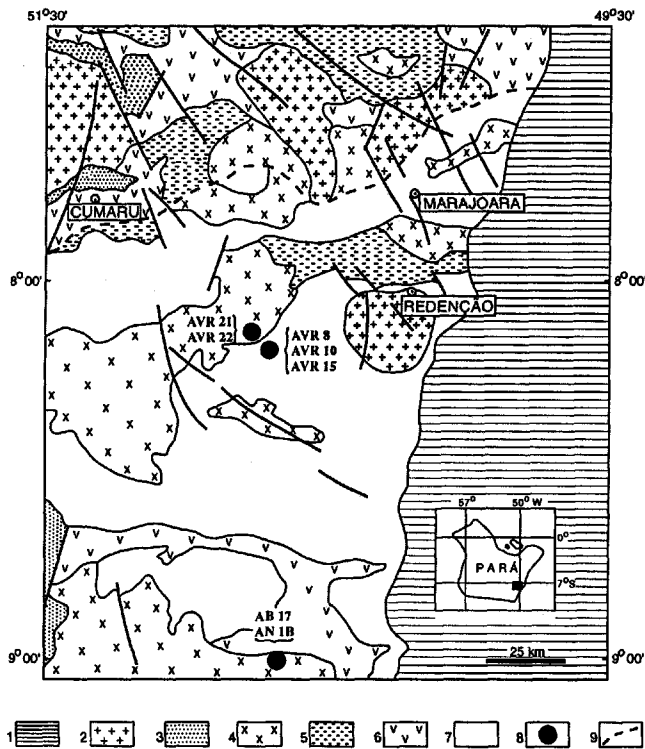 51°30' 49°30'
CUMARU
MARAJOARA
8°00' 8°00'
REDENÇÃO
AVR 21
AVR 22
AVR 8
AVR 10
AVR 15
57° 50° W
0°
PARÁ
7°S
AB 17
AN 1B
25 km
9°00' 9°00'
1 2 3 4 5 6 7 8 9